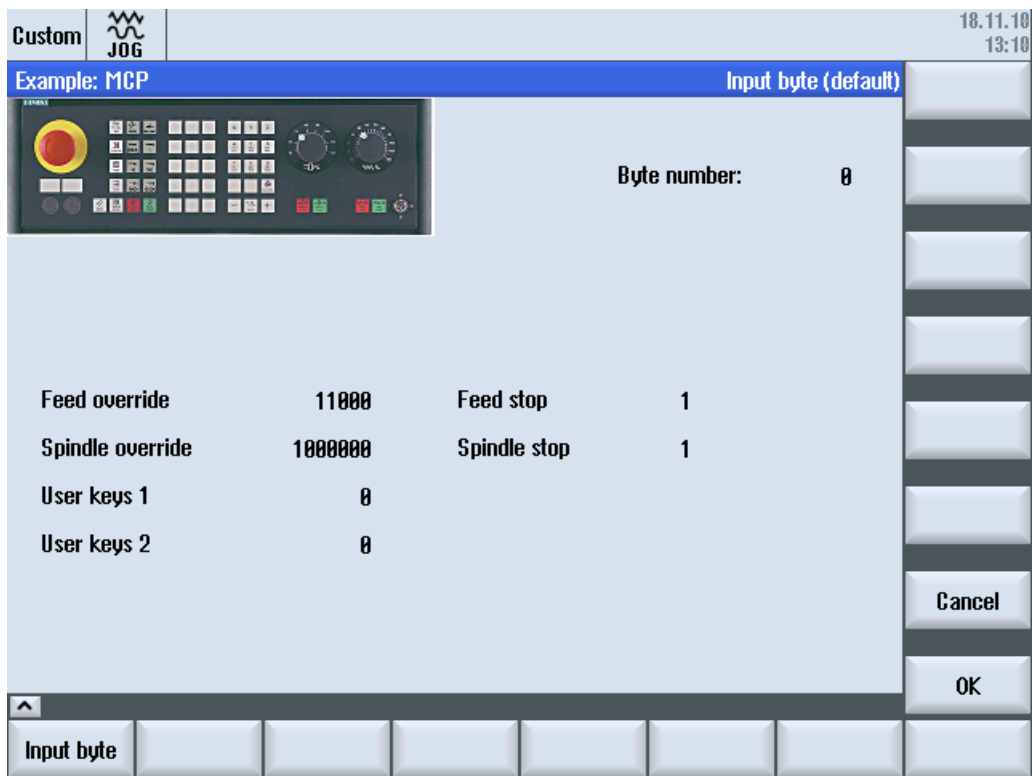 Custom
JOG
18.11.10
13:10
Example: MCP
Input byte (default)
Byte number: 0
Feed override 11000 Feed stop 1
Spindle override 1000000 Spindle stop 1
User keys 1 0
User keys 2 0
Cancel
OK
Input byte